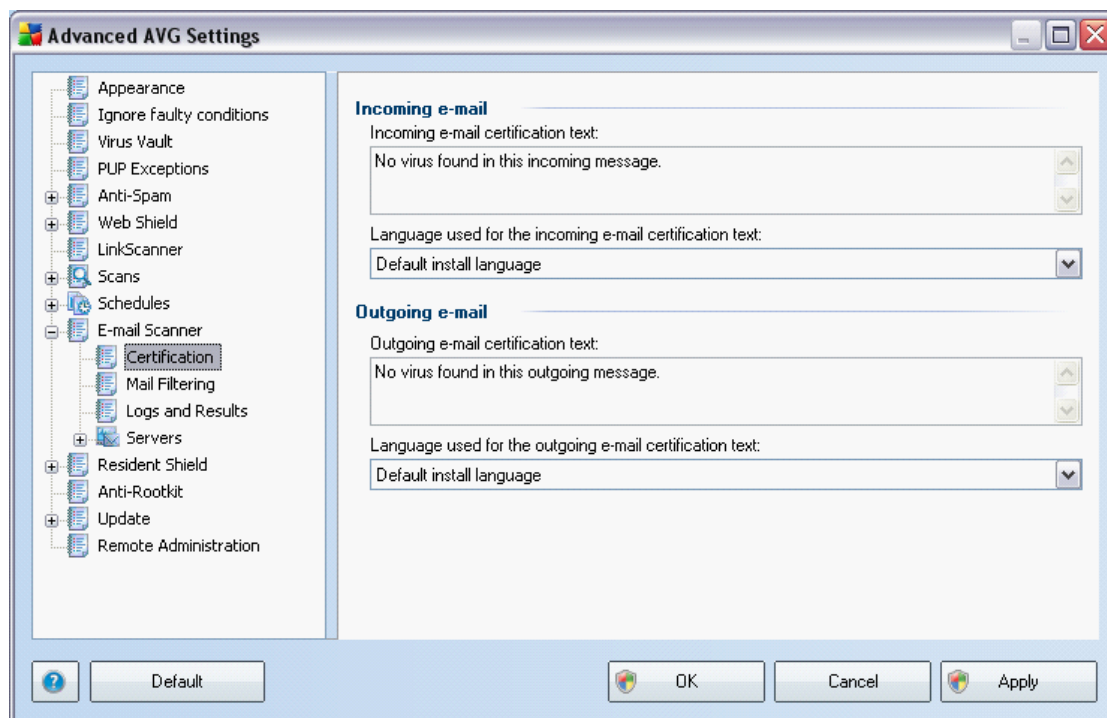 Advanced AVG Settings
Appearance
Ignore faulty conditions
Virus Vault
PUP Exceptions
Anti-Spam
Web Shield
LinkScanner
Scans
Schedules
E-mail Scanner
Certification
Mail Filtering
Logs and Results
Servers
Resident Shield
Anti-Rootkit
Update
Remote Administration
Incoming e-mail
Incoming e-mail certification text:
No virus found in this incoming message.
Language used for the incoming e-mail certification text:
Default install language
Outgoing e-mail
Outgoing e-mail certification text:
No virus found in this outgoing message.
Language used for the outgoing e-mail certification text:
Default install language
Default
OK
Cancel
Apply